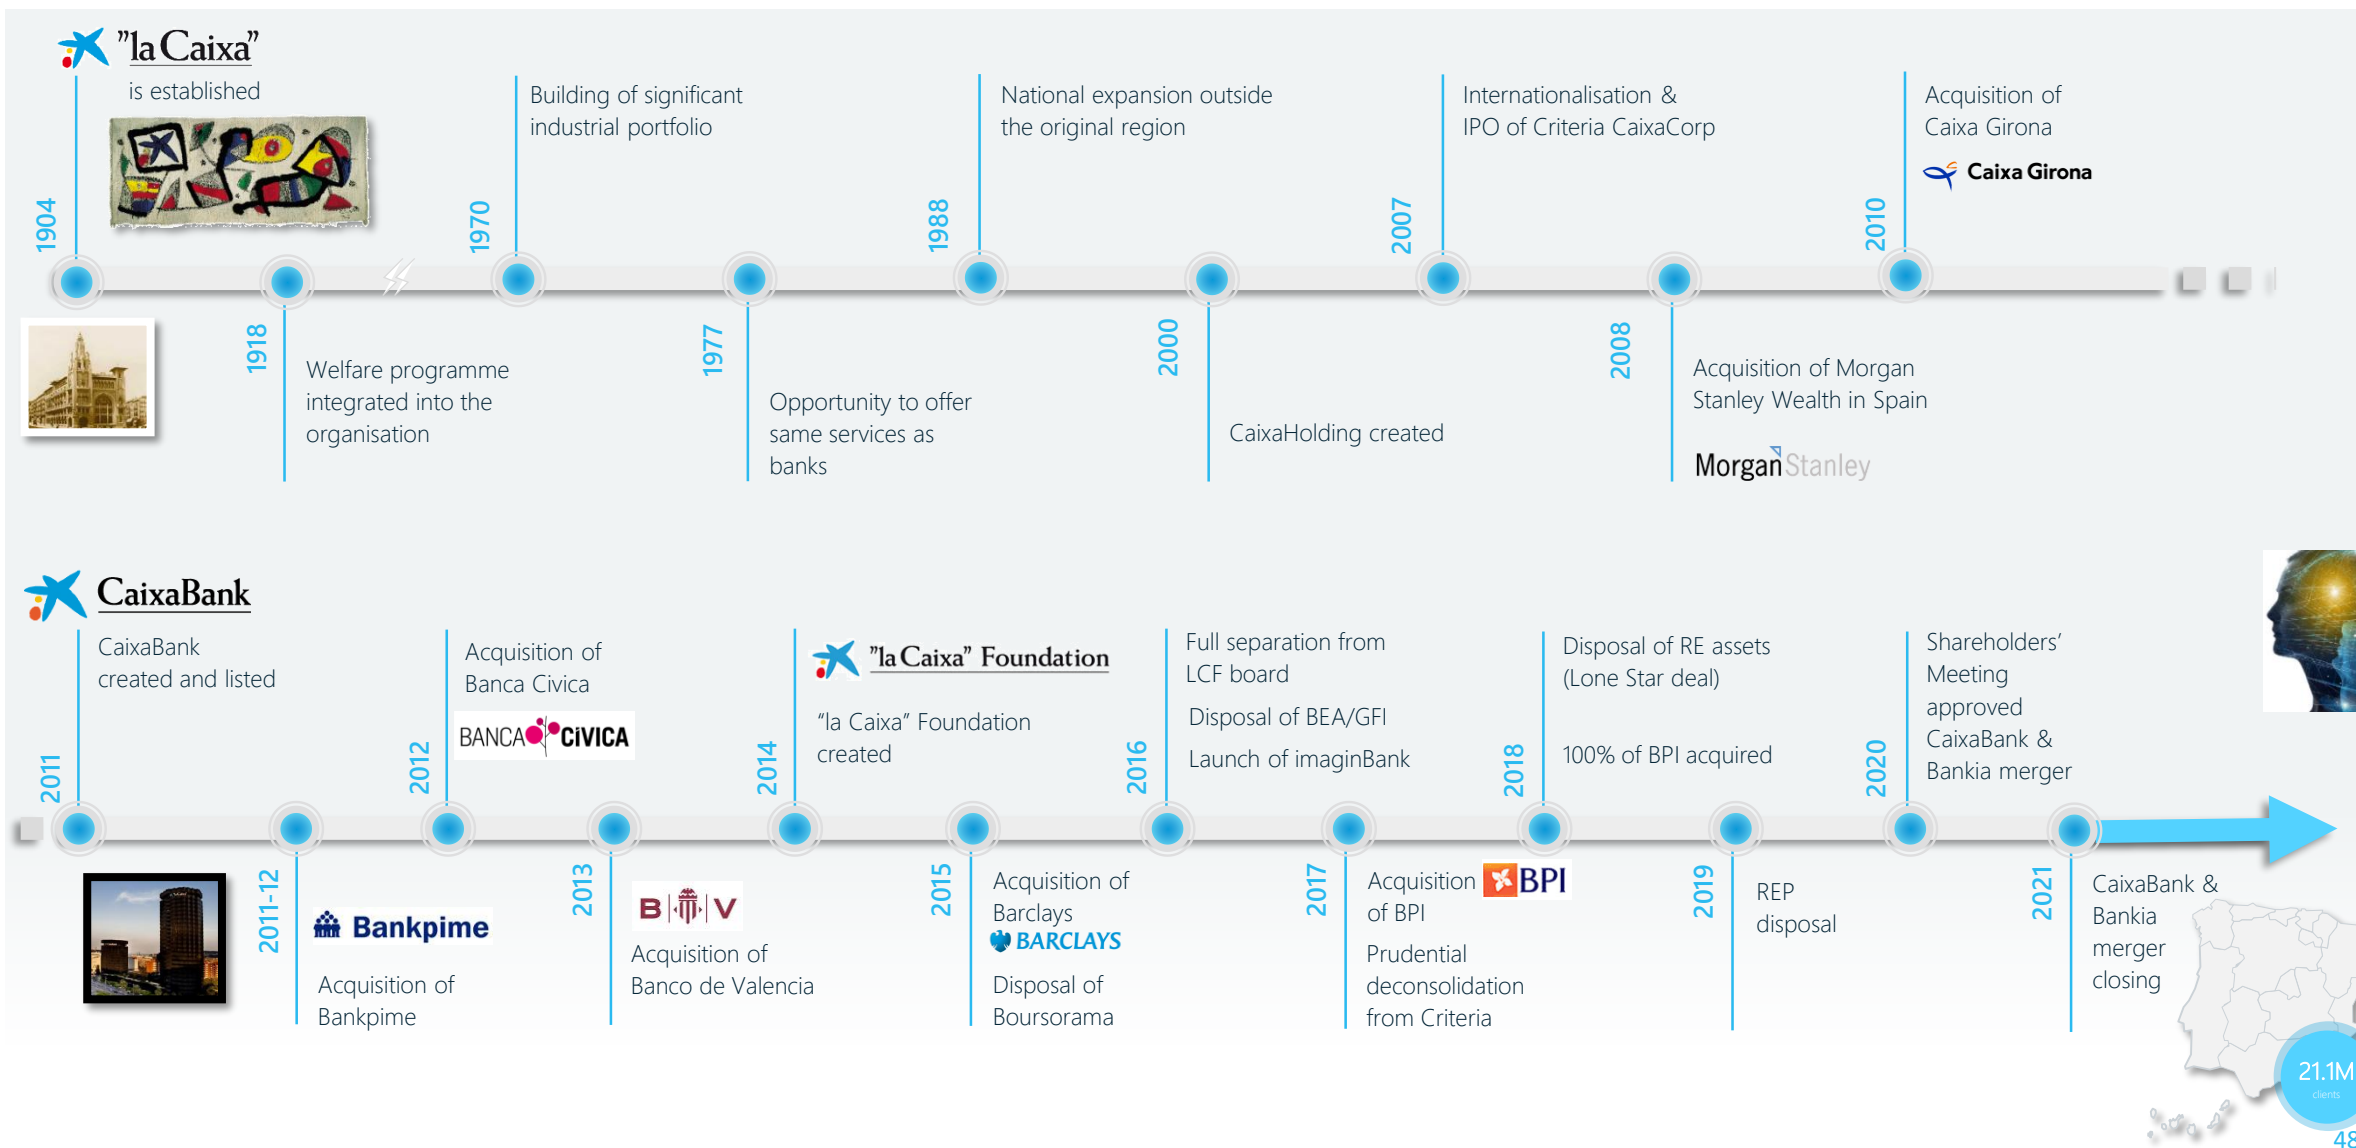 "la Caixa"
is established
1904
1918
Welfare programme
integrated into the
organisation
1970
Building of significant
industrial portfolio
1977
Opportunity to offer
same services as
banks
1988
National expansion outside
the original region
2000
CaixaHolding created
2007
Internationalisation &
IPO of Criteria CaixaCorp
2008
Acquisition of Morgan
Stanley Wealth in Spain
Morgan Stanley
2010
Acquisition of
Caixa Girona
Caixa Girona
CaixaBank
CaixaBank
created and listed
2011
2011-12
Bankpime
Acquisition of
Bankpime
2012
Acquisition of
Banca Civica
BANCA CíVICA
2013
B V
Acquisition of
Banco de Valencia
2014
"la Caixa" Foundation
“la Caixa” Foundation
created
2015
Acquisition of
Barclays
BARCLAYS
Disposal of
Boursorama
2016
Full separation from
LCF board
Disposal of BEA/GFI
Launch of imaginBank
2017
Acquisition
of BPI
BPI
Prudential
deconsolidation
from Criteria
2018
Disposal of RE assets
(Lone Star deal)
100% of BPI acquired
2019
REP
disposal
2020
Shareholders’
Meeting
approved
CaixaBank &
Bankia merger
2021
CaixaBank &
Bankia
merger
closing
21.1M
clients
48